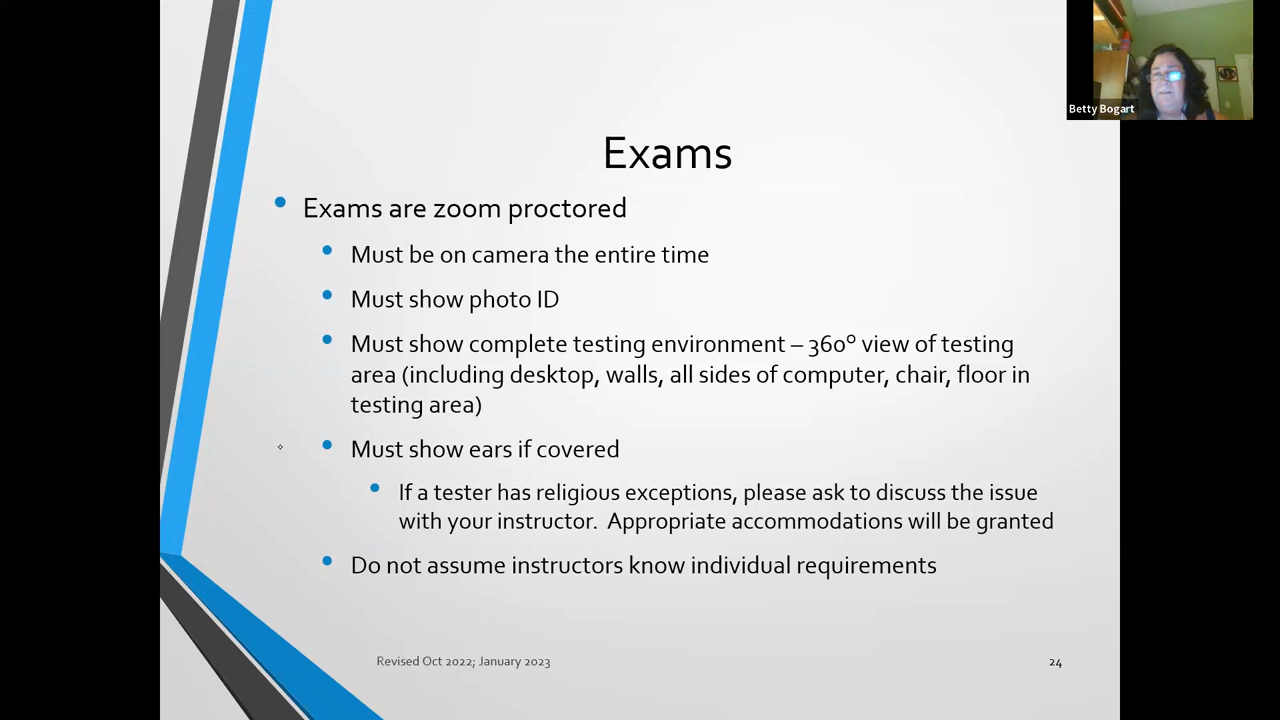 Betty Bogart
Exams
Exams are zoom proctored
Must be on camera the entire time
Must show photo ID
Must show complete testing environment – 360° view of testing
area (including desktop, walls, all sides of computer, chair, floor in
testing area)
Must show ears if covered
If a tester has religious exceptions, please ask to discuss the issue
with your instructor.  Appropriate accommodations will be granted
Do not assume instructors know individual requirements
Revised Oct 2022; January 2023
24